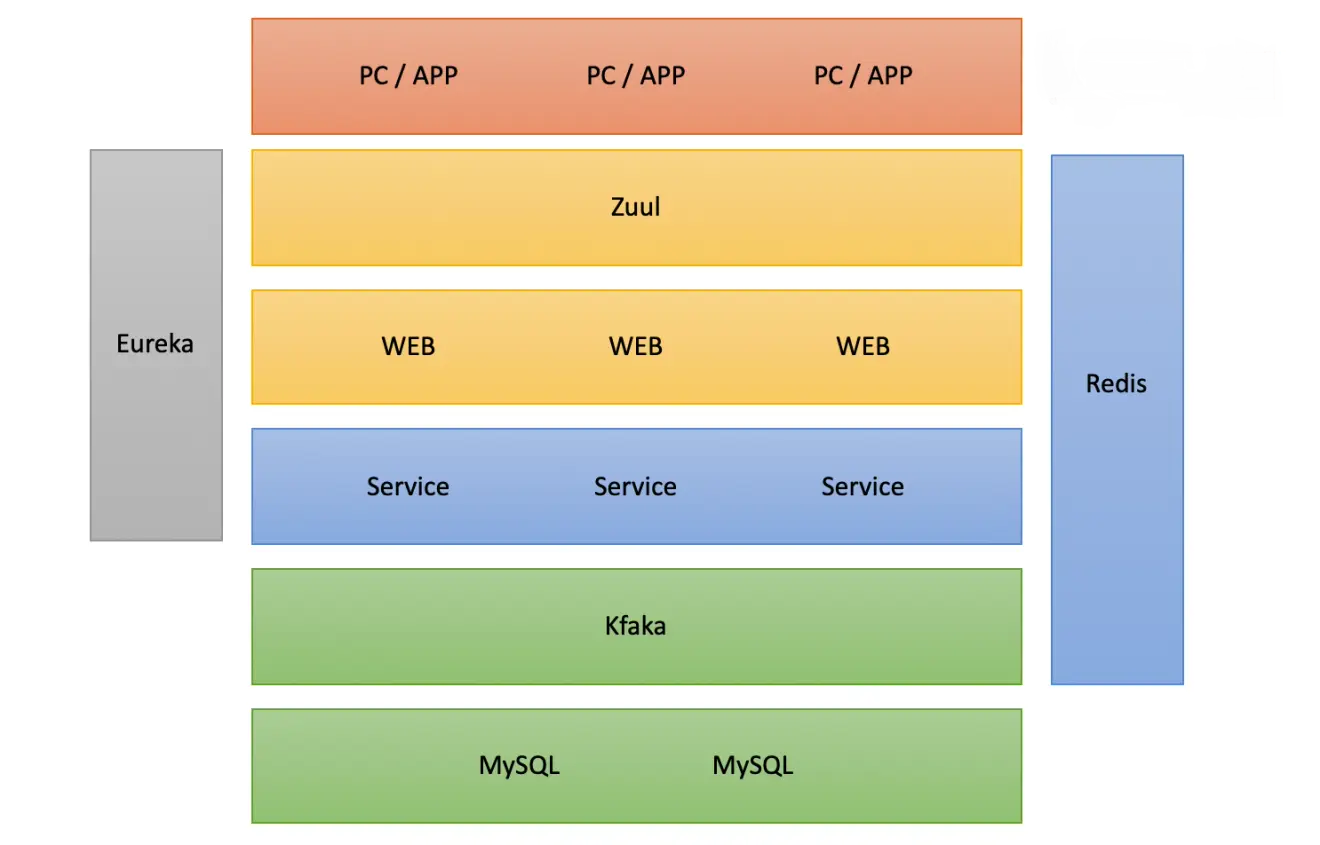 PC / APP PC / APP PC / APP
Zuul
Eureka
WEB WEB WEB
Redis
Service Service Service
Kfaka
MySQL MySQL